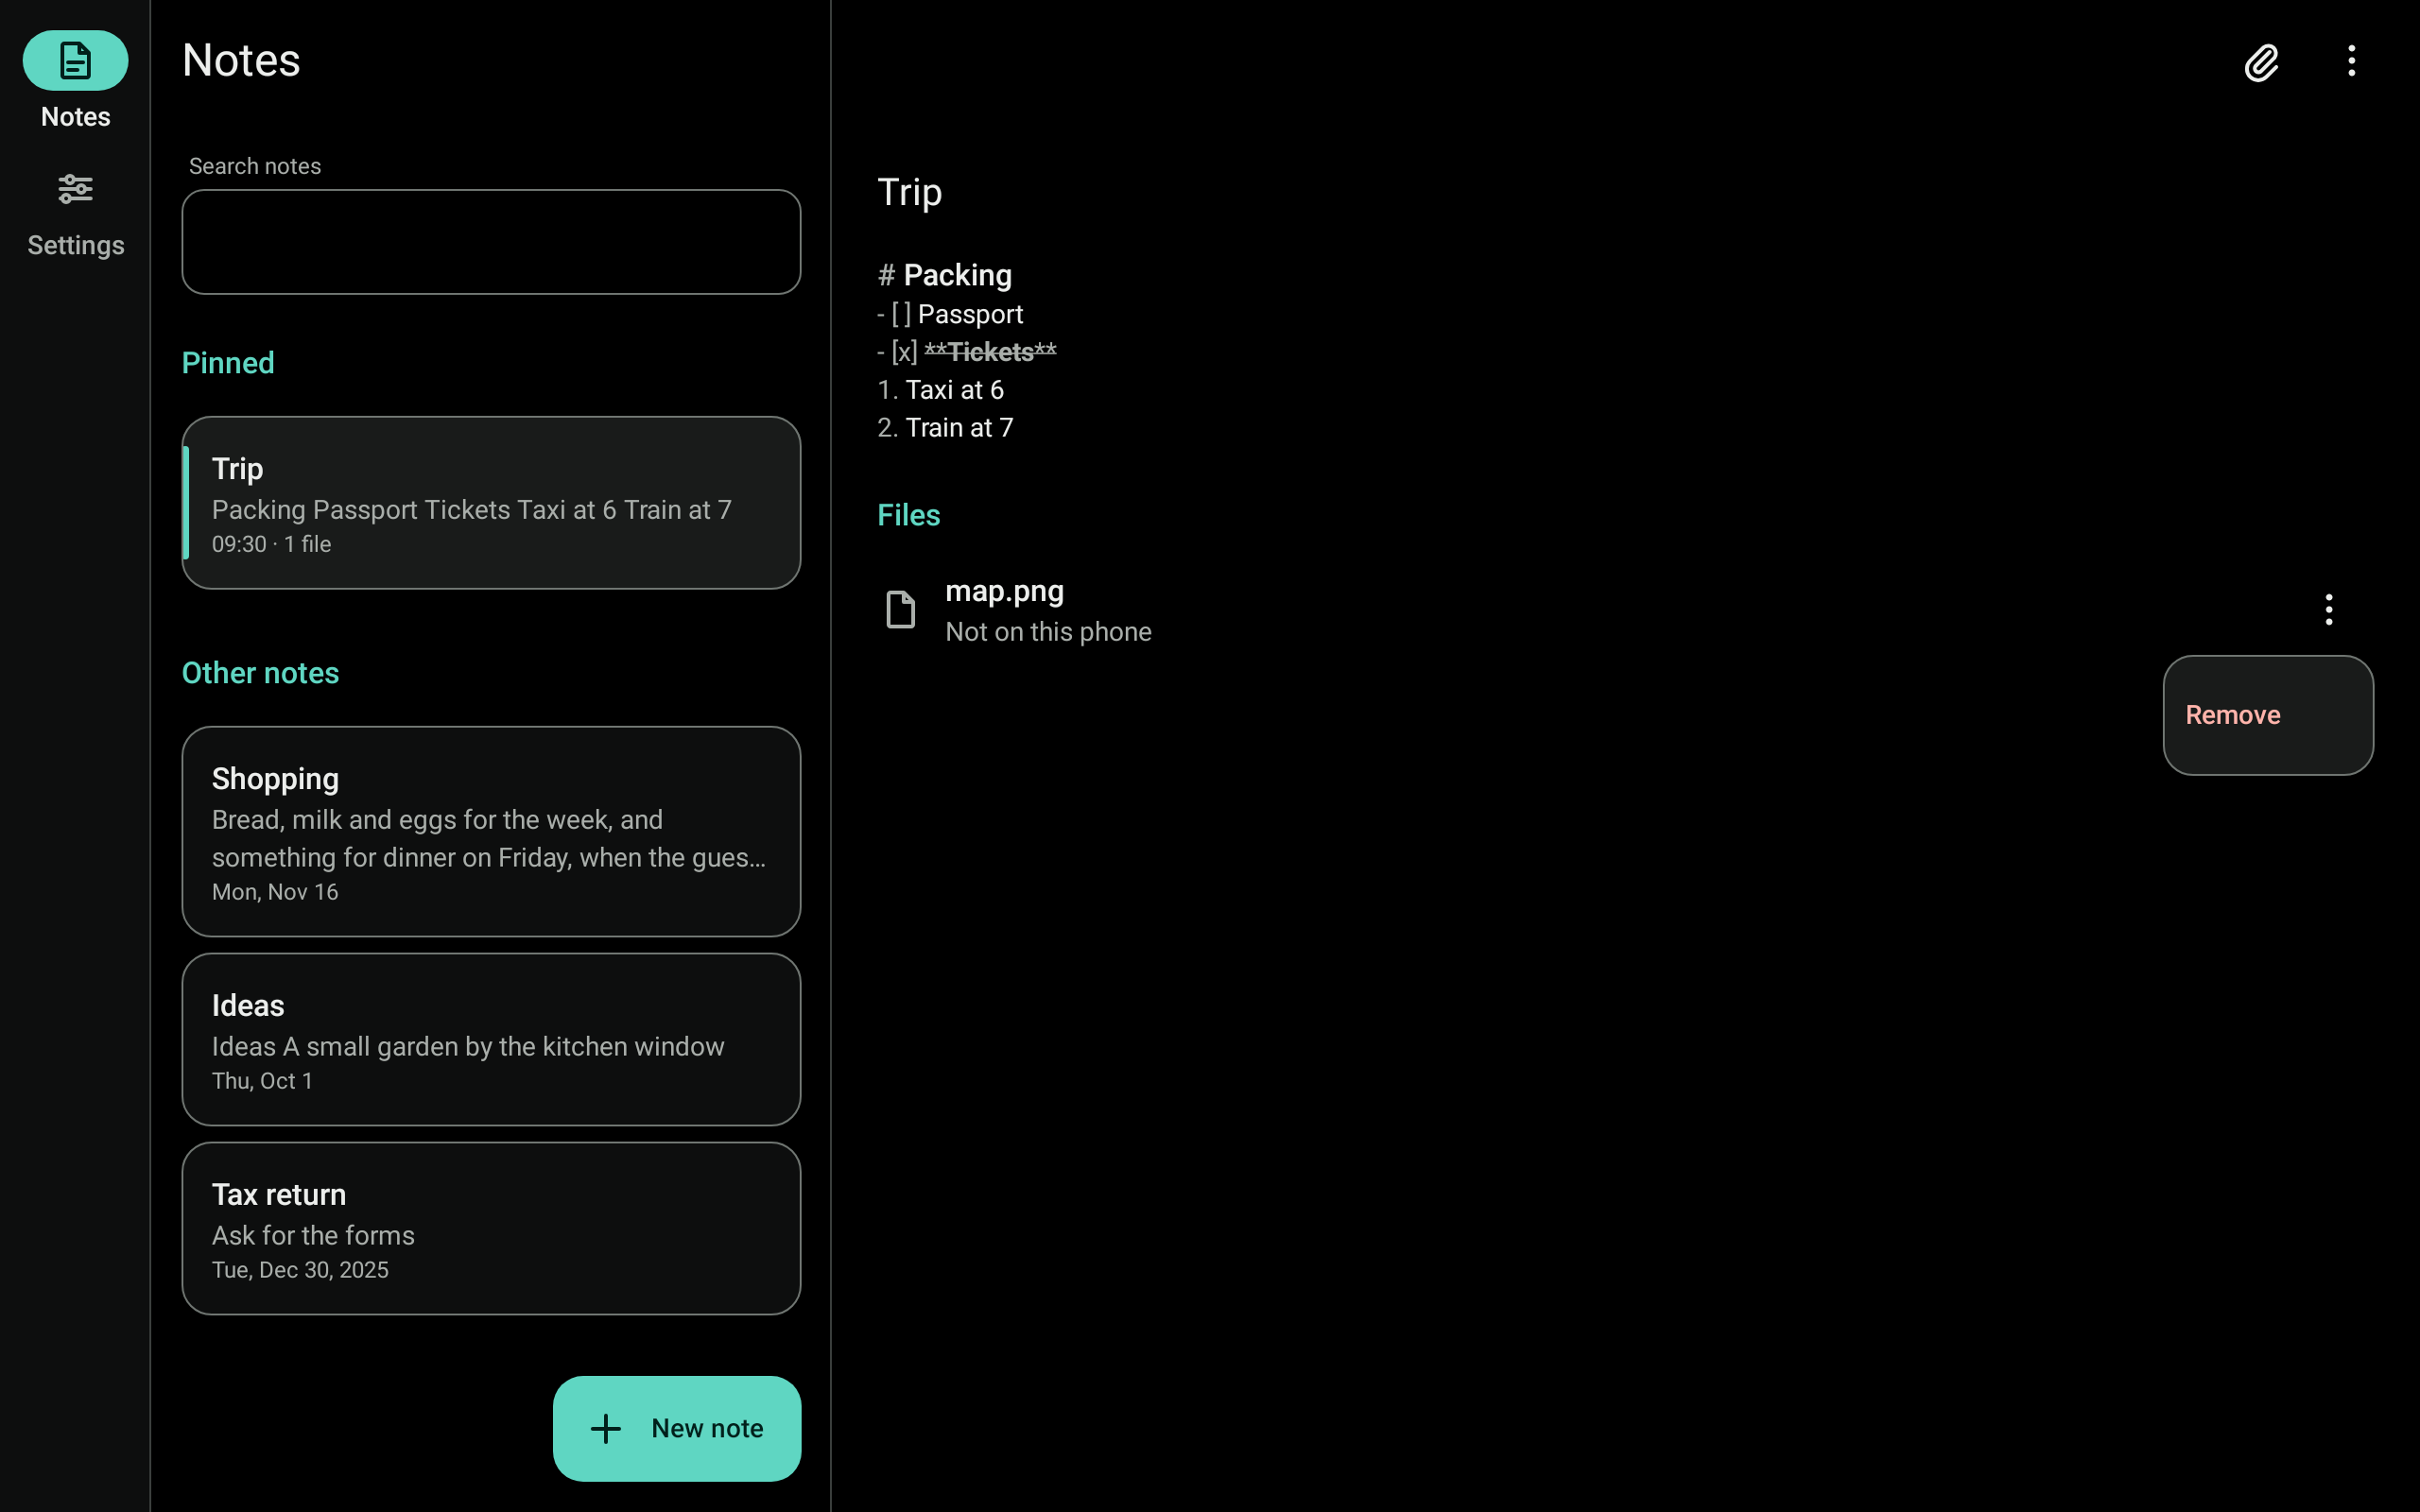 Notes
Settings
Notes
Search notes
Pinned
Trip
Packing Passport Tickets Taxi at 6 Train at 7
09:30 · 1 file
Other notes
Shopping
Bread, milk and eggs for the week, and
something for dinner on Friday, when the gues…
Mon, Nov 16
Ideas
Ideas A small garden by the kitchen window
Thu, Oct 1
Tax return
Ask for the forms
Tue, Dec 30, 2025
New note
Trip
# Packing
- [ ] Passport
- [x] **Tickets**
1. Taxi at 6
2. Train at 7
Files
map.png
Not on this phone
Remove